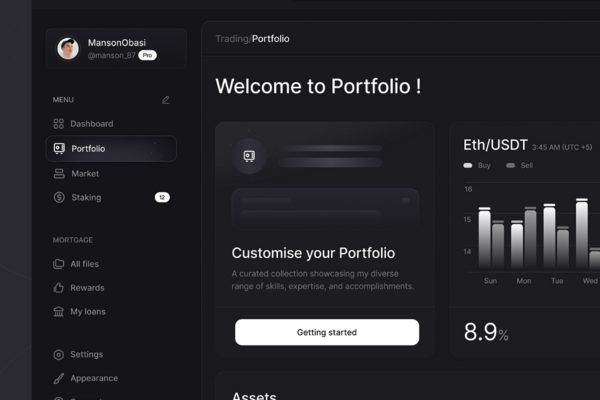 MansonObasi
@manson_87 Pro
MENU
Dashboard
Portfolio
Market
Staking 12
MORTGAGE
All files
Rewards
My loans
Settings
Appearance
Trading/Portfolio
Welcome to Portfolio !
Customise your Portfolio
A curated collection showcasing my diverse
range of skills, expertise, and accomplishments.
Getting started
Eth/USDT 3:45 AM (UTC +5)
Buy Sell
16
15
14
Sun Mon Tue Wed
8.9%
Assets